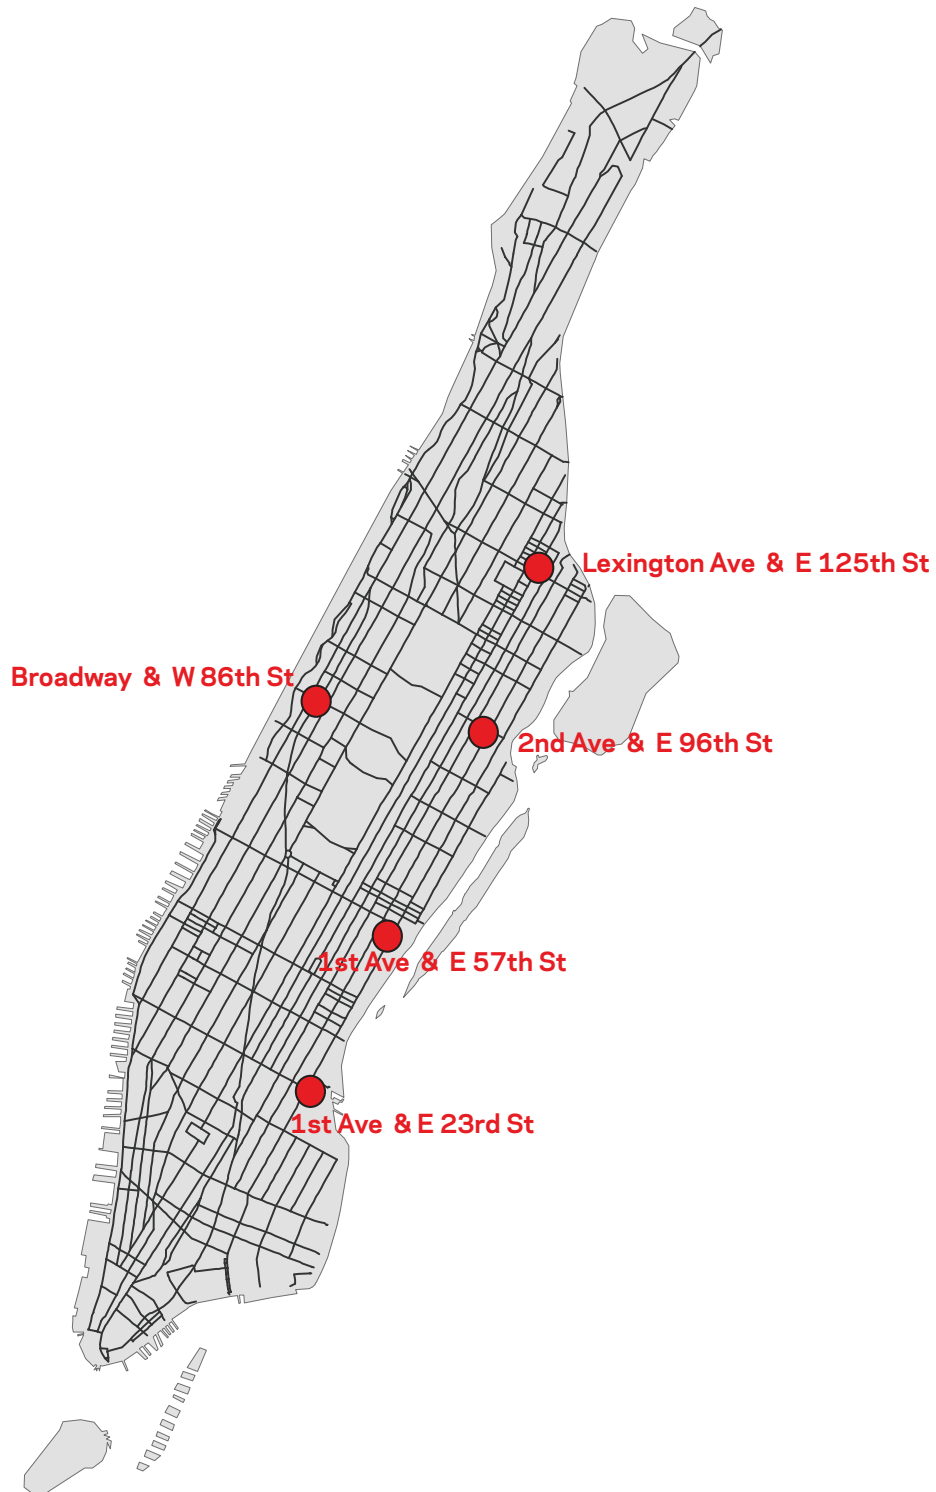 Lexington Ave & E 125th St
Broadway & W 86th St
2nd Ave & E 96th St
1st Ave & E 57th St
1st Ave & E 23rd St